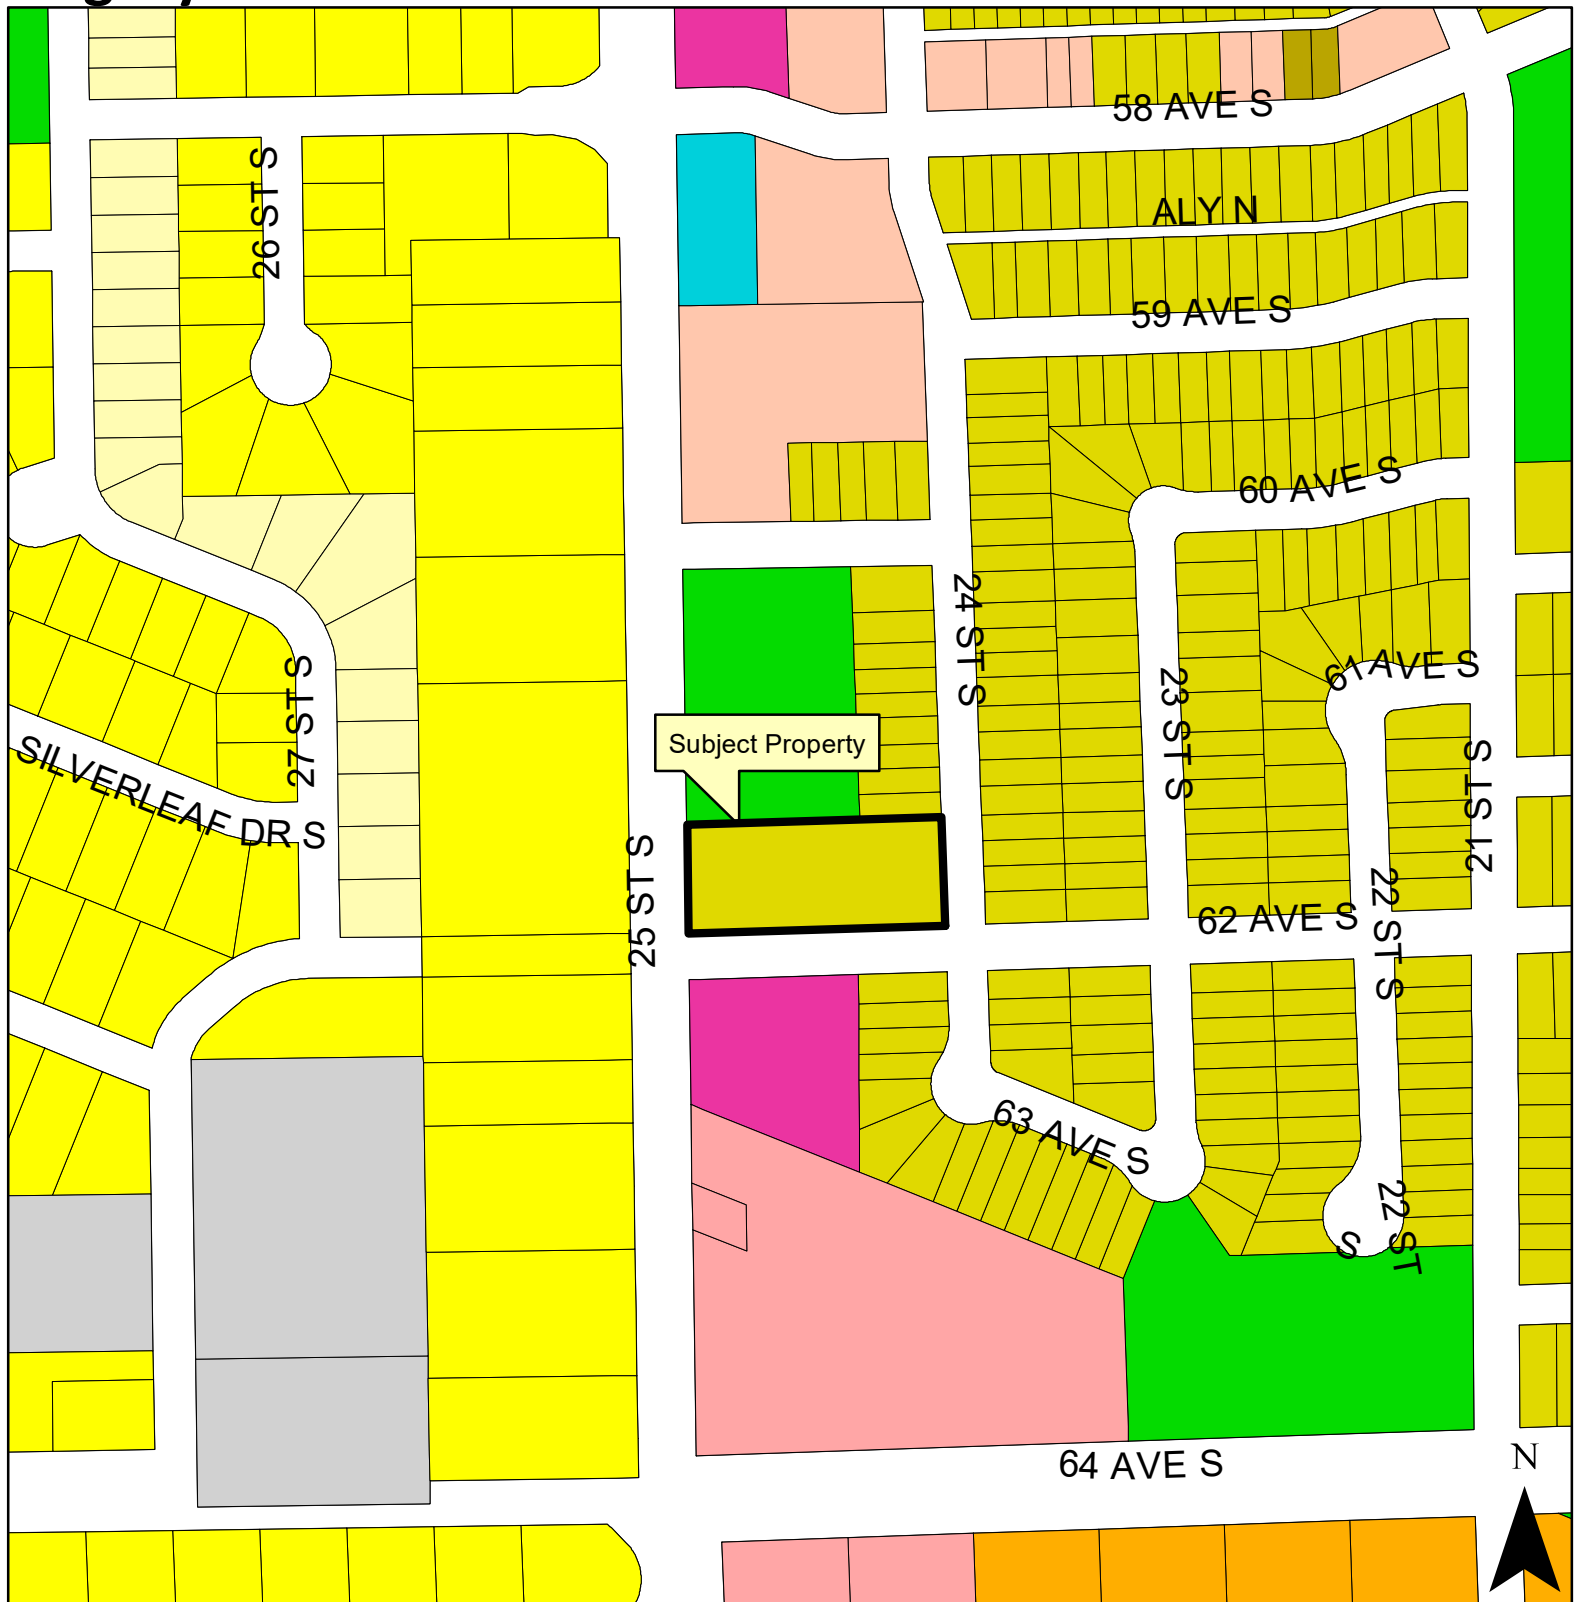 58 AVE S
26 ST S
ALY N
59 AVE S
60 AVE S
24 ST S
27 ST S
61 AVE S
23 ST S
Subject Property
SILVERLEAF DR S
21 ST S
25 ST S
22 ST S
62 AVE S
63 AVE S
22 ST
S
64 AVE S
N